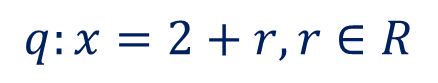 q: x = 2 + r, r ∈ R